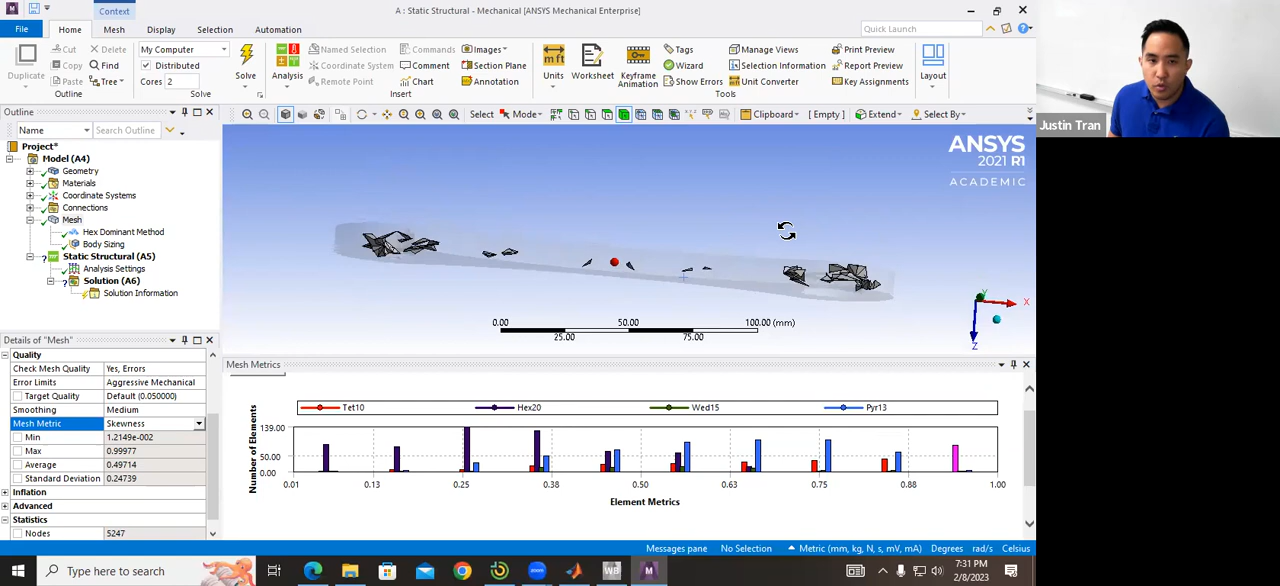 Context
A : Static Structural - Mechanical [ANSYS Mechanical Enterprise]
File
Home
Mesh
Display
Selection
Automation
Quick Launch
Duplicate
Cut
Delete
Copy
Find
Paste
Tree
Outline
My Computer
Distributed
Cores 2
Solve
Solve
Analysis
Named Selection
Coordinate System
Remote Point
Commands
Comment
Chart
Images
Section Plane
Annotation
Insert
Units
Worksheet
Keyframe
Animation
Tags
Wizard
Show Errors
Manage Views
Selection Information
Unit Converter
Print Preview
Report Preview
Key Assignments
Tools
Layout
Outline
Name
Search Outline
Select
Mode
Clipboard
[ Empty ]
Extend
Select By
Project*
Model (A4)
Geometry
Materials
Coordinate Systems
Connections
Mesh
Hex Dominant Method
Body Sizing
Static Structural (A5)
Analysis Settings
Solution (A6)
Solution Information
ANSYS
2021 R1
ACADEMIC
0.00 50.00 100.00 (mm)
25.00 75.00
Y
X
Z
Details of "Mesh"
Quality
Check Mesh Quality Yes, Errors
Error Limits Aggressive Mechanical
Target Quality Default (0.050000)
Smoothing Medium
Mesh Metric Skewness
Min 1.2149e-002
Max 0.99977
Average 0.49714
Standard Deviation 0.24739
Inflation
Advanced
Statistics
Nodes 5247
Mesh Metrics
Tet10 Hex20 Wed15 Pyr13
Number of Elements
139.00
50.00
0.00
0.01 0.13 0.25 0.38 0.50 0.63 0.75 0.88 1.00
Element Metrics
Messages pane
No Selection
Metric (mm, kg, N, s, mV, mA)
Degrees
rad/s
Celsius
Type here to search
WB
M
7:31 PM
2/8/2023
Justin Tran